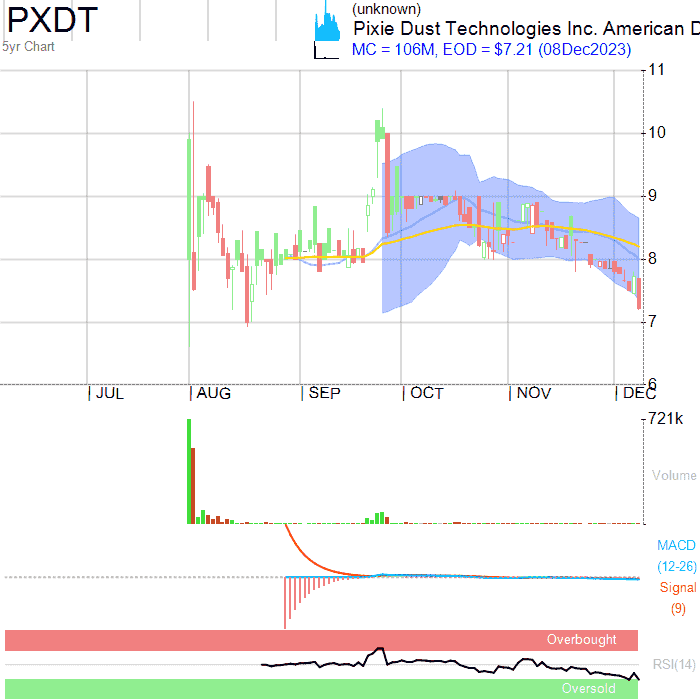 PXDT
5yr Chart
(unknown)
Pixie Dust Technologies Inc. American D
MC = 106M, EOD = $7.21 (08Dec2023)
11
10
9
8
7
6
JUL AUG SEP OCT NOV DEC
721k
Volume
MACD
(12-26)
Signal
(9)
Overbought
RSI(14)
Oversold